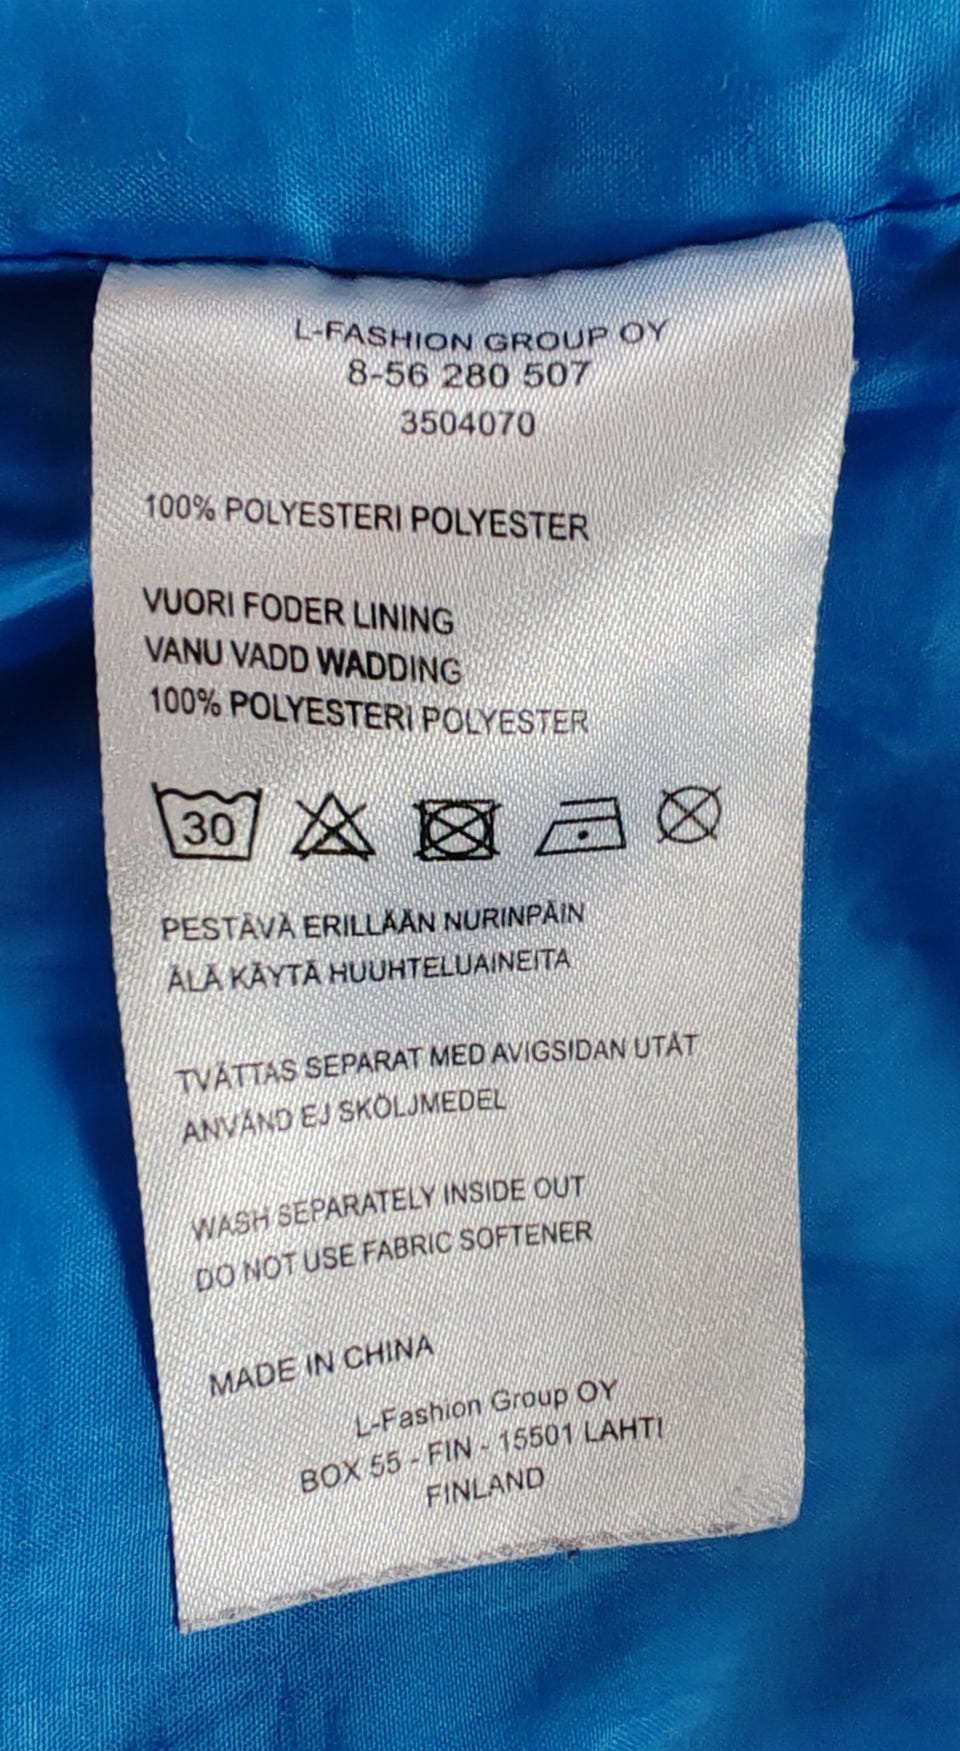 L-FASHION GROUP OY
8-56 280 507
3504070
100% POLYESTERI POLYESTER
VUORI FODER LINING
VANU VADD WADDING
100% POLYESTERI POLYESTER
30
PESTÄVÄ ERILLÄÄN NURINPÄIN
ÄLÄ KÄYTÄ HUUHTELUAINEITA
TVÄTTAS SEPARAT MED AVIGSIDAN UTÅT
ANVÄND EJ SKÖLJMEDEL
WASH SEPARATELY INSIDE OUT
DO NOT USE FABRIC SOFTENER
MADE IN CHINA
L-Fashion Group OY
BOX 55 - FIN - 15501 LAHTI
FINLAND